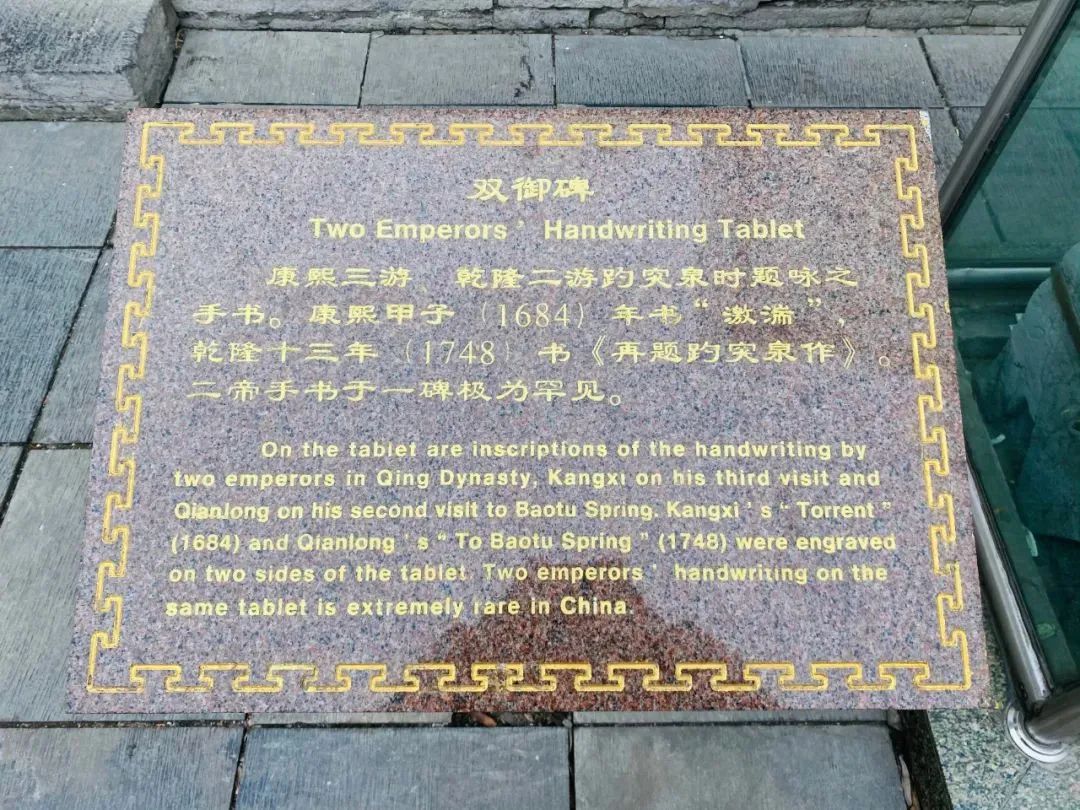 双御碑
Two Emperors' Handwriting Tablet
康熙三游、乾隆二游趵突泉时题咏之
手书。康熙甲子(1684)年书“激湍”,
乾隆十三年(1748)书《再题趵突泉作》。
二帝手书于一碑极为罕见。
On the tablet are inscriptions of the handwriting by
two emperors in Qing Dynasty, Kangxi on his third visit and
Qianlong on his second visit to Baotu Spring. Kangxi's “Torrent”
(1684) and Qianlong's “To Baotu Spring” (1748) were engraved
on two sides of the tablet. Two emperors' handwriting on the
same tablet is extremely rare in China.